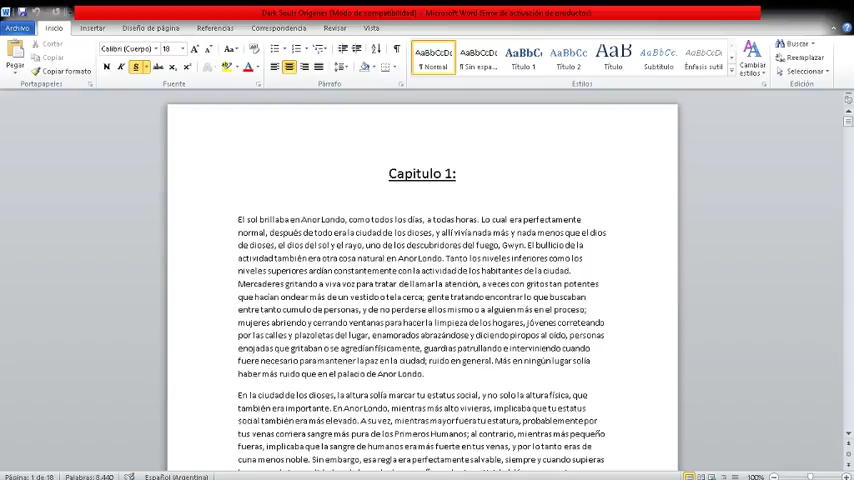 Dark Souls Origenes [Modo de compatibilidad] - Microsoft Word (Error de activación de productos)
Archivo Inicio Insertar Diseño de página Referencias Correspondencia Revisar Vista
Pegar
Cortar
Copiar
Copiar formato
Portapapeles
Calibri (Cuerpo) 18
Fuente
Párrafo
AaBbCcDc AaBbCcDc AaBbC AaBbCc AaB AaBbCc. AaBbCcDc
¶ Normal ¶ Sin espa... Título 1 Título 2 Título Subtítulo Énfasis sutil
Estilos
Cambiar estilos
Buscar
Reemplazar
Seleccionar
Edición
Capitulo 1:
El sol brillaba en Anor Londo, como todos los días, a todas horas. Lo cual era perfectamente
normal, después de todo era la ciudad de los dioses, y allí vivía nada más y nada menos que el dios
de dioses, el dios del sol y el rayo, uno de los descubridores del fuego, Gwyn. El bullicio de la
actividad también era otra cosa natural en Anor Londo. Tanto los niveles inferiores como los
niveles superiores ardían constantemente con la actividad de los habitantes de la ciudad.
Mercaderes gritando a viva voz para tratar de llamar la atención, a veces con gritos tan potentes
que hacían ondear más de un vestido o tela cerca; gente tratando encontrar lo que buscaban
entre tanto cumulo de personas, y de no perderse ellos mismo o a alguien más en el proceso;
mujeres abriendo y cerrando ventanas para hacer la limpieza de los hogares, jóvenes correteando
por las calles y plazoletas del lugar, enamorados abrazándose y diciendo piropos al oído, personas
enojadas que gritaban o se agredían físicamente, guardias patrullando e interviniendo cuando
fuere necesario para mantener la paz en la ciudad; ruido en general. Más en ningún lugar solía
haber más ruido que en el palacio de Anor Londo.
En la ciudad de los dioses, la altura solía marcar tu estatus social, y no solo la altura física, que
también era importante. En Anor Londo, mientras más alto vivieras, implicaba que tu estatus
social también era más elevado. A su vez, mientras mayor fuera tu estatura, probablemente por
tus venas corriera sangre más pura de los Primeros Humanos; al contrario, mientras más pequeño
fueras, implicaba que la sangre de humanos era más fuerte en tus venas, y por lo tanto eras de
cuna menos noble. Sin embargo, esa regla era perfectamente salvable, siempre y cuando supieras
Página: 1 de 18 Palabras: 8.440 Español (Argentina) 100%